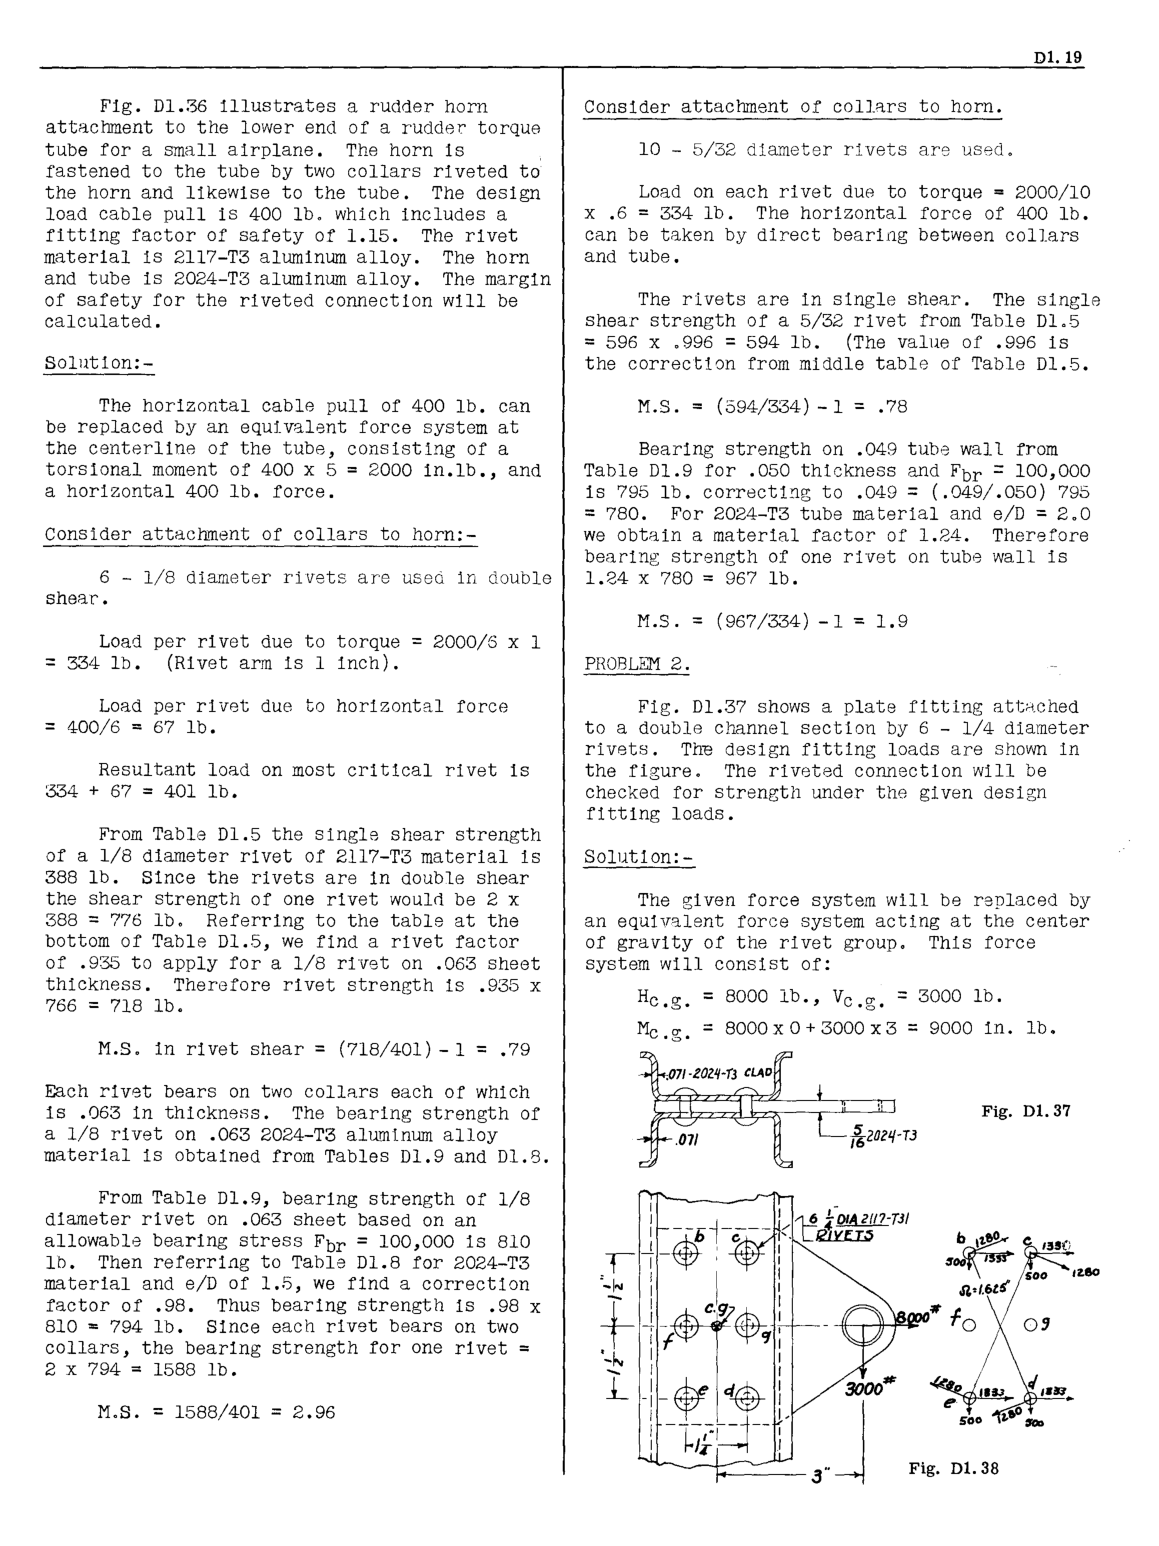 D1. 19
Fig. D1.36 illustrates a rudder horn
attachment to the lower end of a rudder torque
tube for a small airplane. The horn is
fastened to the tube by two collars riveted to
the horn and likewise to the tube. The design
load cable pull is 400 lb. which includes a
fitting factor of safety of 1.15. The rivet
material is 2117-T3 aluminum alloy. The horn
and tube is 2024-T3 aluminum alloy. The margin
of safety for the riveted connection will be
calculated.
Solution:-
The horizontal cable pull of 400 lb. can
be replaced by an equivalent force system at
the centerline of the tube, consisting of a
torsional moment of 400 x 5 = 2000 in.lb., and
a horizontal 400 lb. force.
Consider attachment of collars to horn:-
6 - 1/8 diameter rivets are used in double
shear.
Load per rivet due to torque = 2000/6 x 1
= 334 lb. (Rivet arm is 1 inch).
Load per rivet due to horizontal force
= 400/6 = 67 lb.
Resultant load on most critical rivet is
334 + 67 = 401 lb.
From Table D1.5 the single shear strength
of a 1/8 diameter rivet of 2117-T3 material is
388 lb. Since the rivets are in double shear
the shear strength of one rivet would be 2 x
388 = 776 lb. Referring to the table at the
bottom of Table D1.5, we find a rivet factor
of .935 to apply for a 1/8 rivet on .063 sheet
thickness. Therefore rivet strength is .935 x
766 = 718 lb.
M.S. in rivet shear = (718/401) - 1 = .79
Each rivet bears on two collars each of which
is .063 in thickness. The bearing strength of
a 1/8 rivet on .063 2024-T3 aluminum alloy
material is obtained from Tables D1.9 and D1.8.
From Table D1.9, bearing strength of 1/8
diameter rivet on .063 sheet based on an
allowable bearing stress Fbr = 100,000 is 810
lb. Then referring to Table D1.8 for 2024-T3
material and e/D of 1.5, we find a correction
factor of .98. Thus bearing strength is .98 x
810 = 794 lb. Since each rivet bears on two
collars, the bearing strength for one rivet =
2 x 794 = 1588 lb.
M.S. = 1588/401 = 2.96
Consider attachment of collars to horn.
10 - 5/32 diameter rivets are used.
Load on each rivet due to torque = 2000/10
x .6 = 334 lb. The horizontal force of 400 lb.
can be taken by direct bearing between collars
and tube.
The rivets are in single shear. The single
shear strength of a 5/32 rivet from Table D1.5
= 596 x .996 = 594 lb. (The value of .996 is
the correction from middle table of Table D1.5.
M.S. = (594/334) - 1 = .78
Bearing strength on .049 tube wall from
Table D1.9 for .050 thickness and Fbr = 100,000
is 795 lb. correcting to .049 = (.049/.050) 795
= 780. For 2024-T3 tube material and e/D = 2.0
we obtain a material factor of 1.24. Therefore
bearing strength of one rivet on tube wall is
1.24 x 780 = 967 lb.
M.S. = (967/334) - 1 = 1.9
PROBLEM 2.
Fig. D1.37 shows a plate fitting attached
to a double channel section by 6 - 1/4 diameter
rivets. The design fitting loads are shown in
the figure. The riveted connection will be
checked for strength under the given design
fitting loads.
Solution:-
The given force system will be replaced by
an equivalent force system acting at the center
of gravity of the rivet group. This force
system will consist of:
Hc.g. = 8000 lb., Vc.g. = 3000 lb.
Mc.g. = 8000 x 0 + 3000 x 3 = 9000 in. lb.
.071-2024-T3 CLAD
Fig. D1.37
.071
5/16 2024-T3
6 1/4" DIA 2117-T31
RIVETS
b c
1 1/2"
c.g.
f g
8000#
1 1/2"
e d
3000#
1 1/4"
3"
b 1280 c
500 1333
500 1280
r=1.625"
f g
1280 1333 d 1333
e 500 1280 500
Fig. D1.38